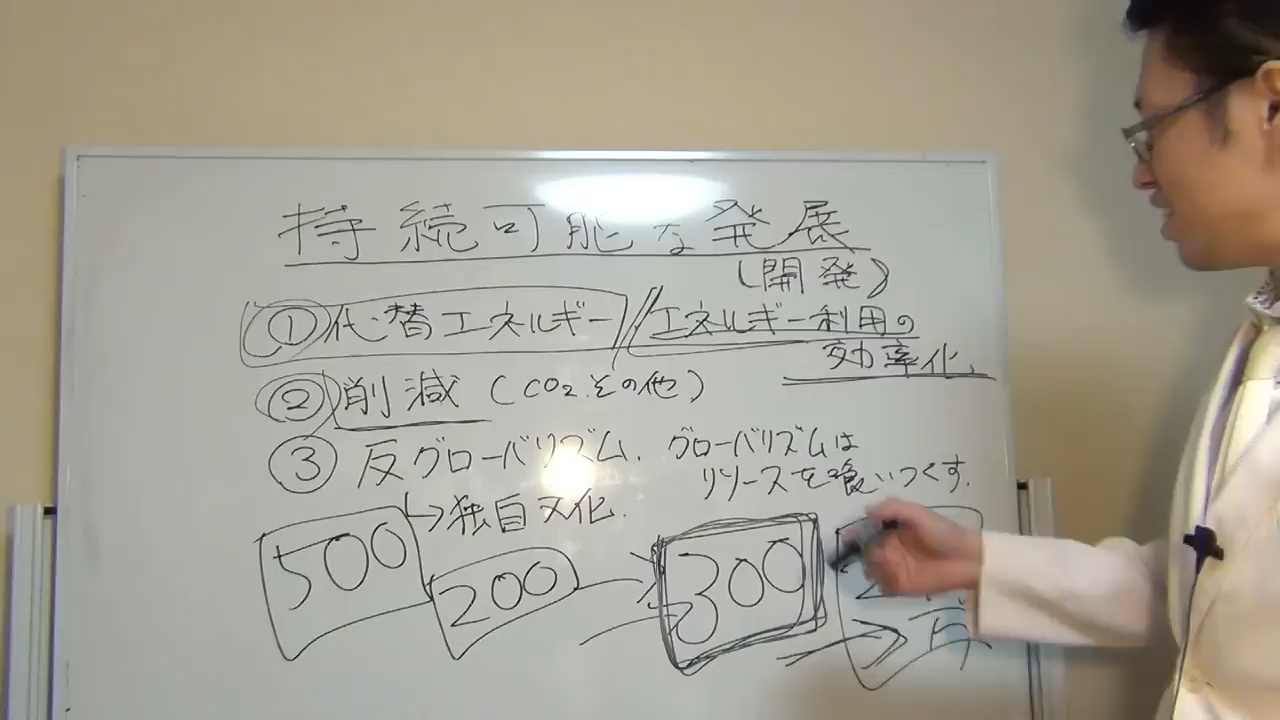 持続可能な発展
(開発)
①代替エネルギー//エネルギー利用の
効率化、
②削減(CO2.その他)
③反グローバリズム. グローバリズムは
リソースを喰いつくす.
↳独自文化.
500
200
300